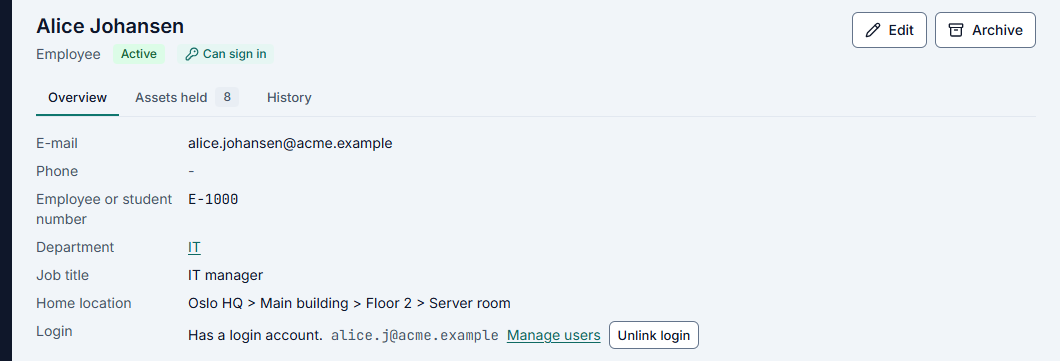 Alice Johansen
Edit
Archive
Employee Active Can sign in
Overview Assets held 8 History
E-mail alice.johansen@acme.example
Phone -
Employee or student number E-1000
Department IT
Job title IT manager
Home location Oslo HQ > Main building > Floor 2 > Server room
Login Has a login account. alice.j@acme.example Manage users Unlink login